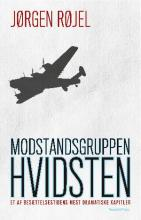 JØRGEN RØJEL
MODSTANDSGRUPPEN
HVIDSTEN
ET AF BESÆTTELSESTIDENS MEST DRAMATISKE KAPITLER